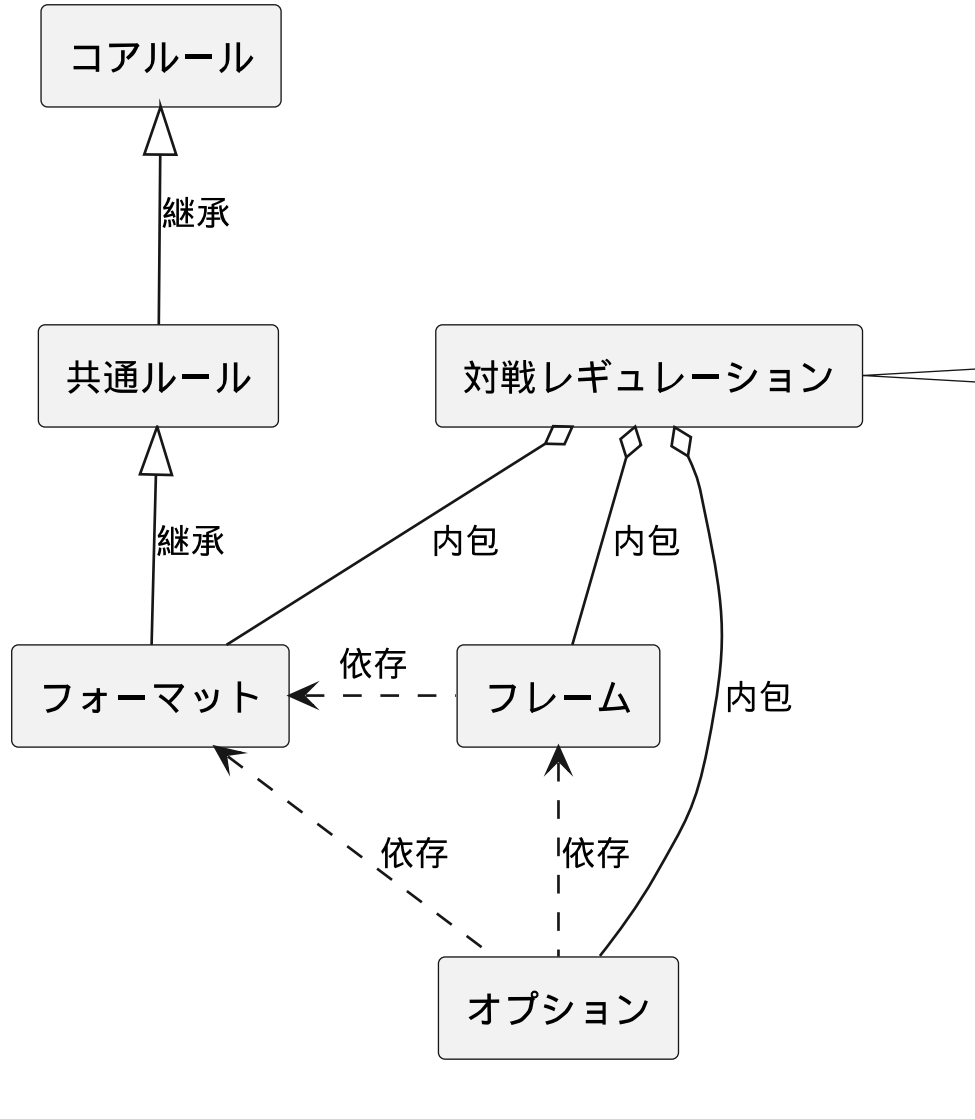 コアルール
継承
共通ルール
対戦レギュレーション
継承
内包
内包
依存
フォーマット
フレーム
内包
依存
依存
オプション